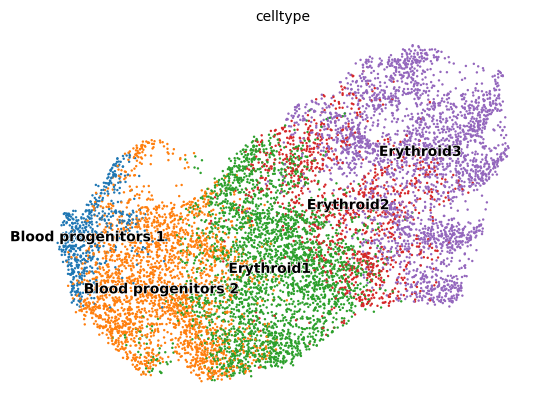 celltype
Erythroid3
Erythroid2
Blood progenitors 1
Erythroid1
Blood progenitors 2